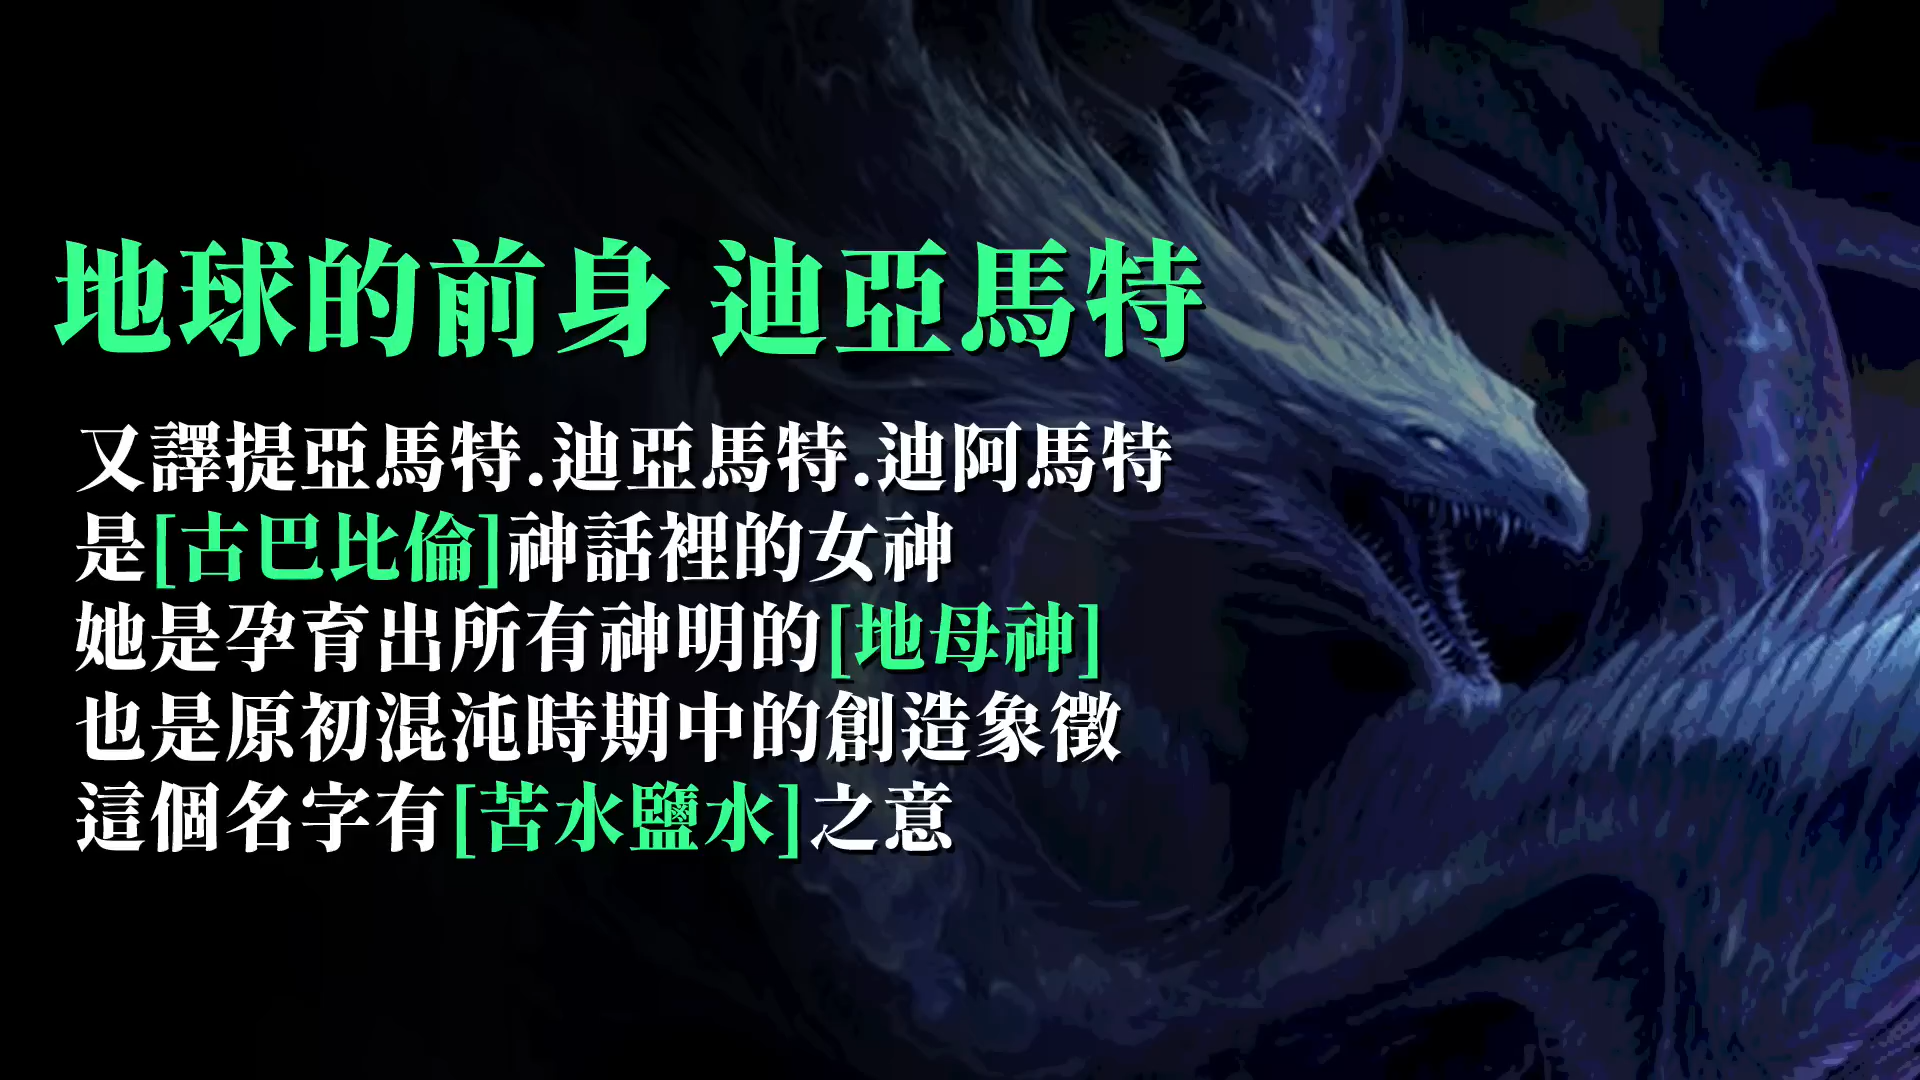 地球的前身 迪亞馬特
又譯提亞馬特.迪亞馬特.迪阿馬特
是[古巴比倫]神話裡的女神
她是孕育出所有神明的[地母神]
也是原初混沌時期中的創造象徵
這個名字有[苦水鹽水]之意